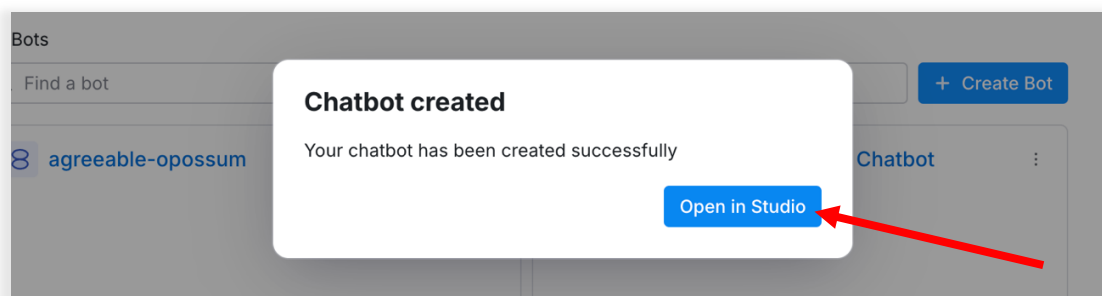 Bots
Find a bot
+ Create Bot
Chatbot created
Your chatbot has been created successfully
agreeable-opossum
Chatbot
Open in Studio